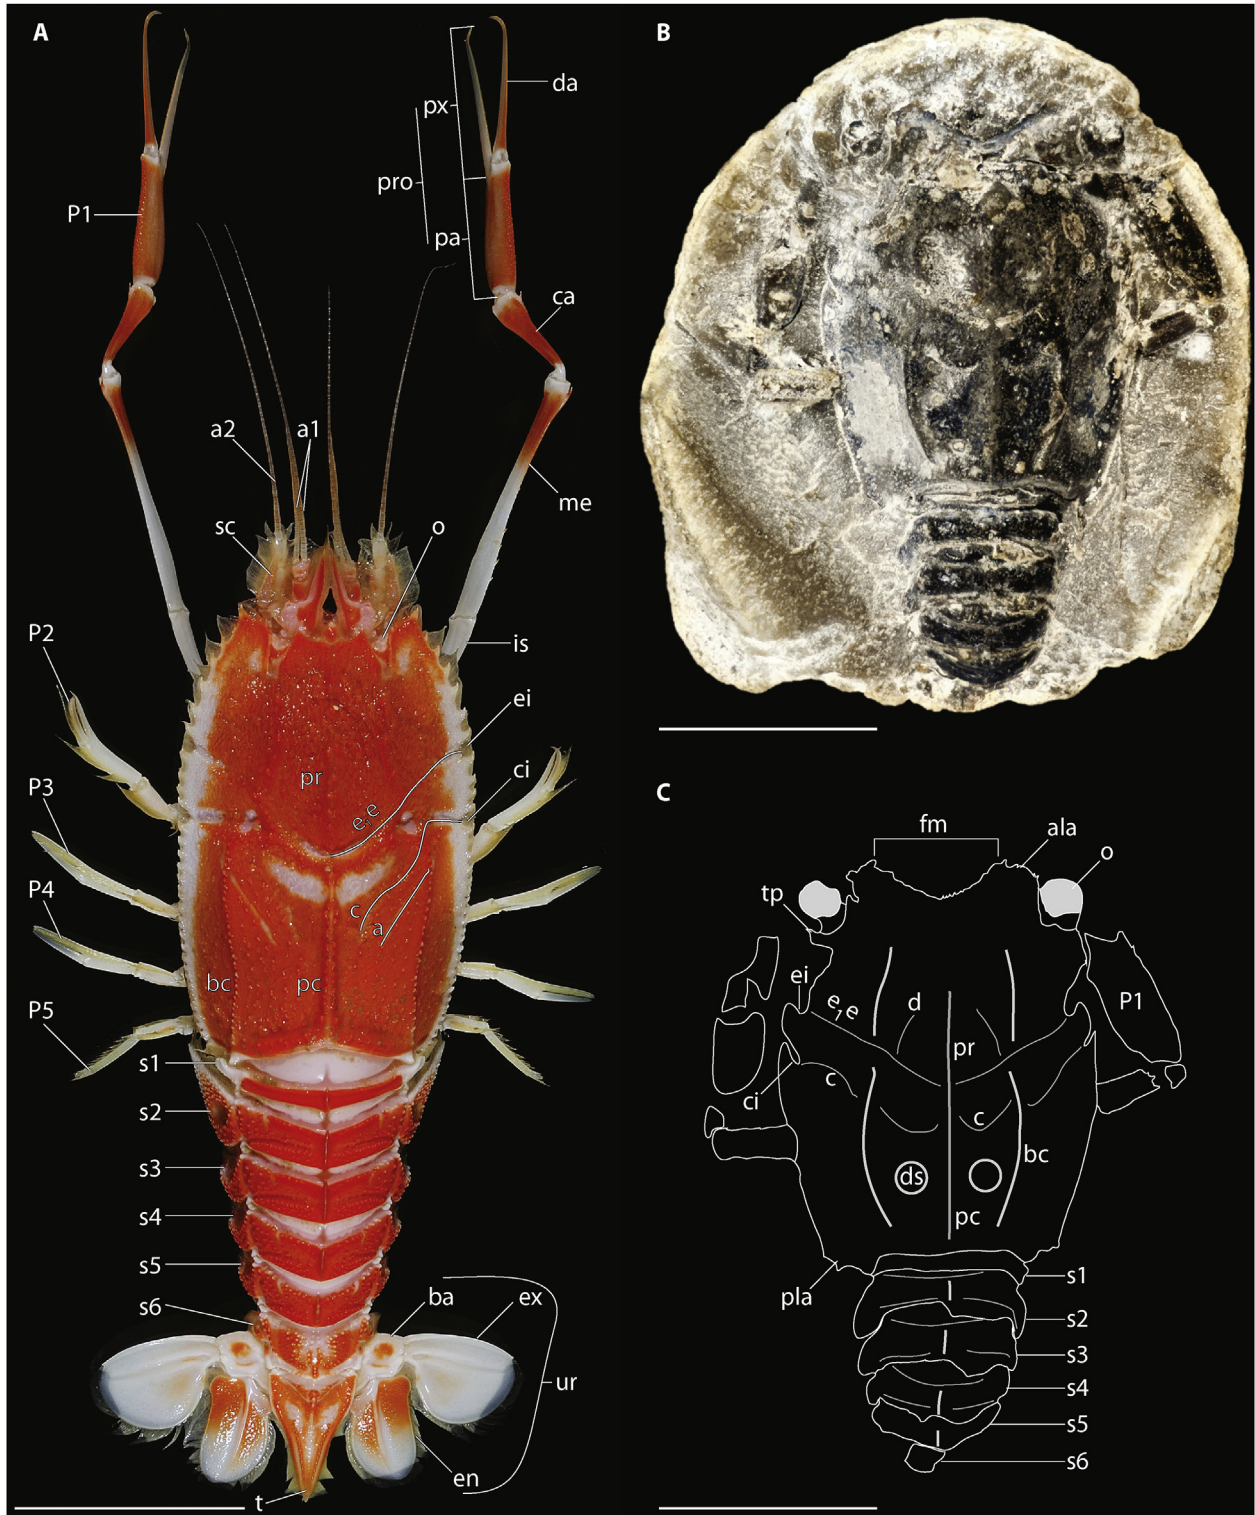 A
B
da
px
pro
P1
pa
ca
a2
a1
me
sc
o
P2
is
ei
pr
ci
P3
e₁e
C
fm
ala
o
P4
c
a
tp
bc
pc
ei
e₁e
d
P1
P5
pr
s1
c
ci
c
s2
bc
s3
ds
pc
s4
s5
pla
s1
s6
ba
ex
s2
s3
ur
s4
s5
en
s6
t